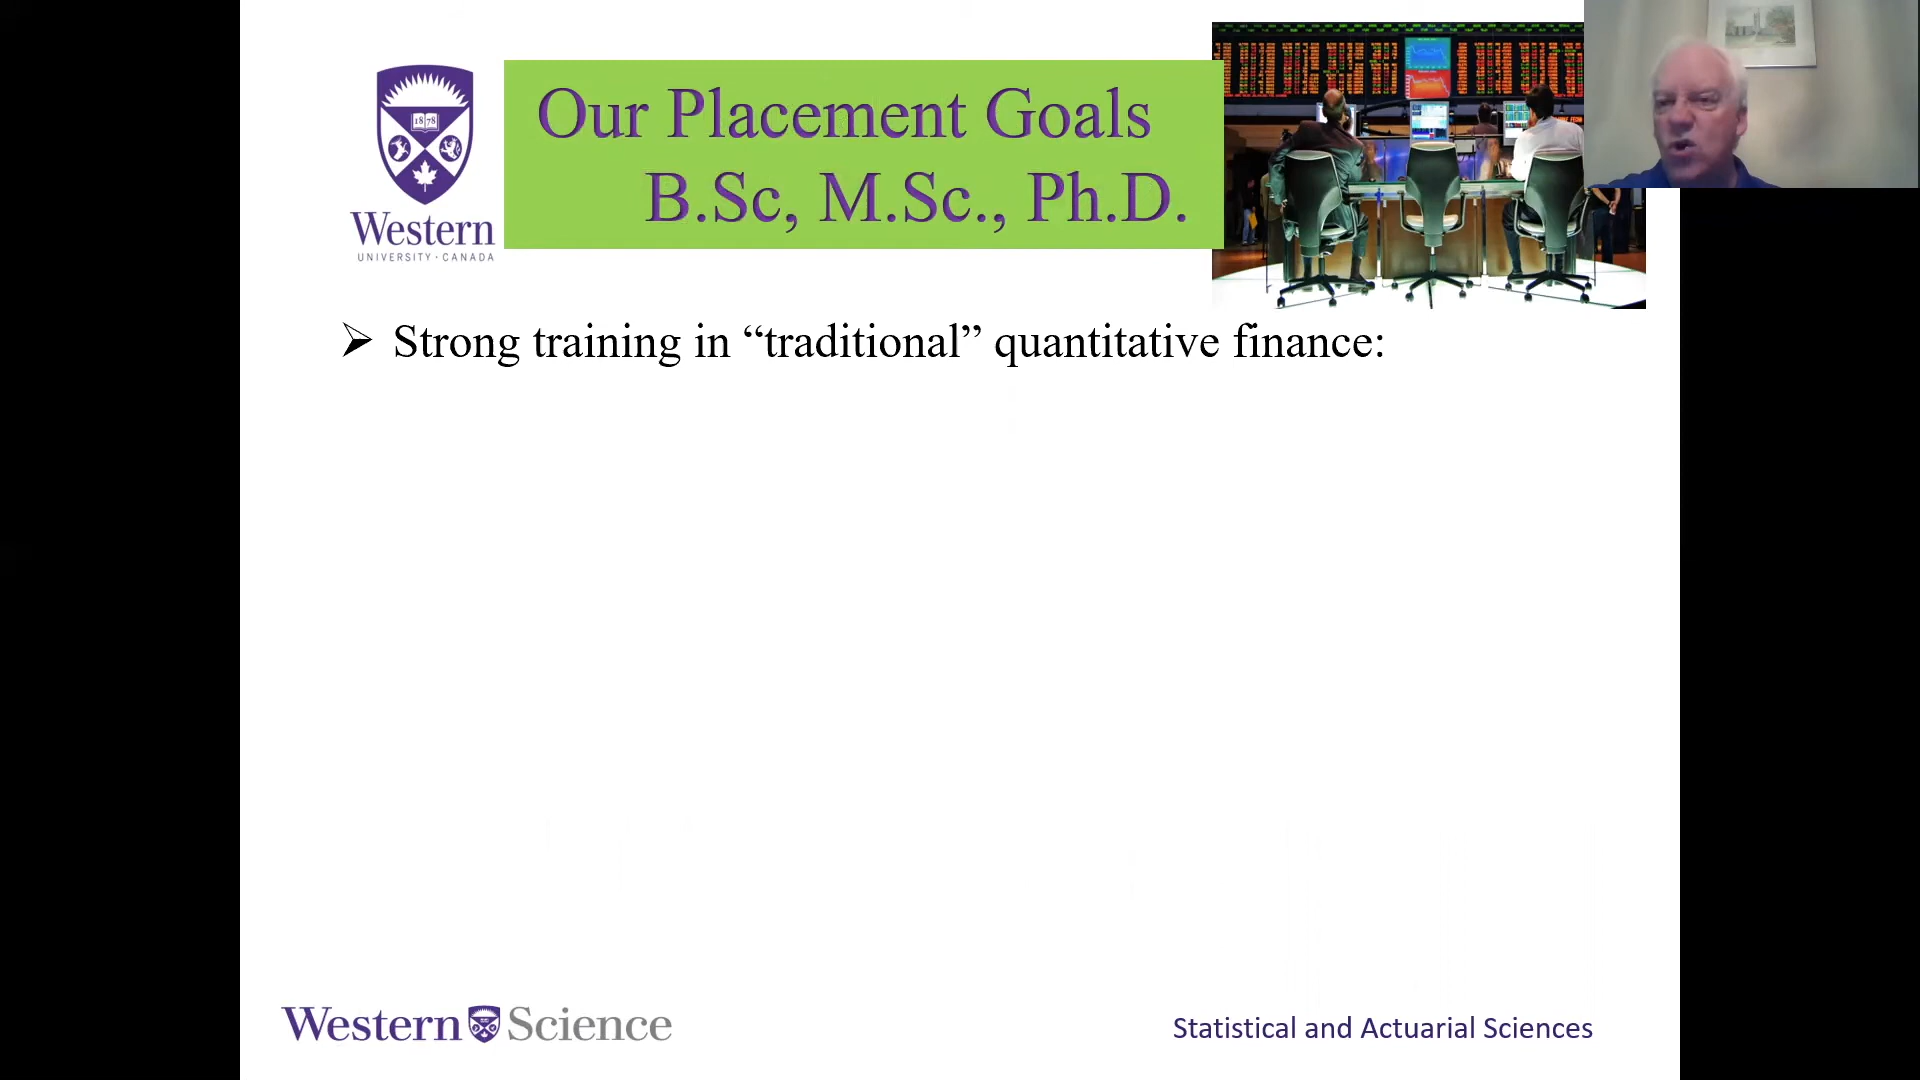 Our Placement Goals
B.Sc, M.Sc., Ph.D.
1878
Western
UNIVERSITY · CANADA
➢ Strong training in “traditional” quantitative finance:
Western Science
Statistical and Actuarial Sciences